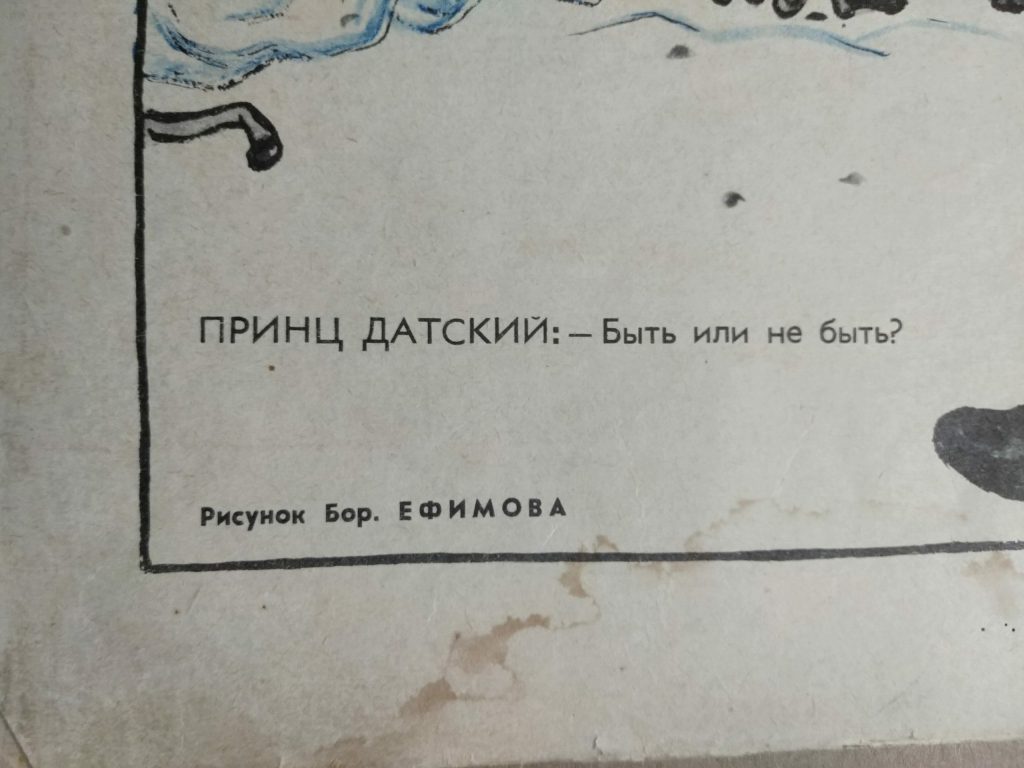 ПРИНЦ ДАТСКИЙ: — Быть или не быть?
Рисунок Бор. ЕФИМОВА